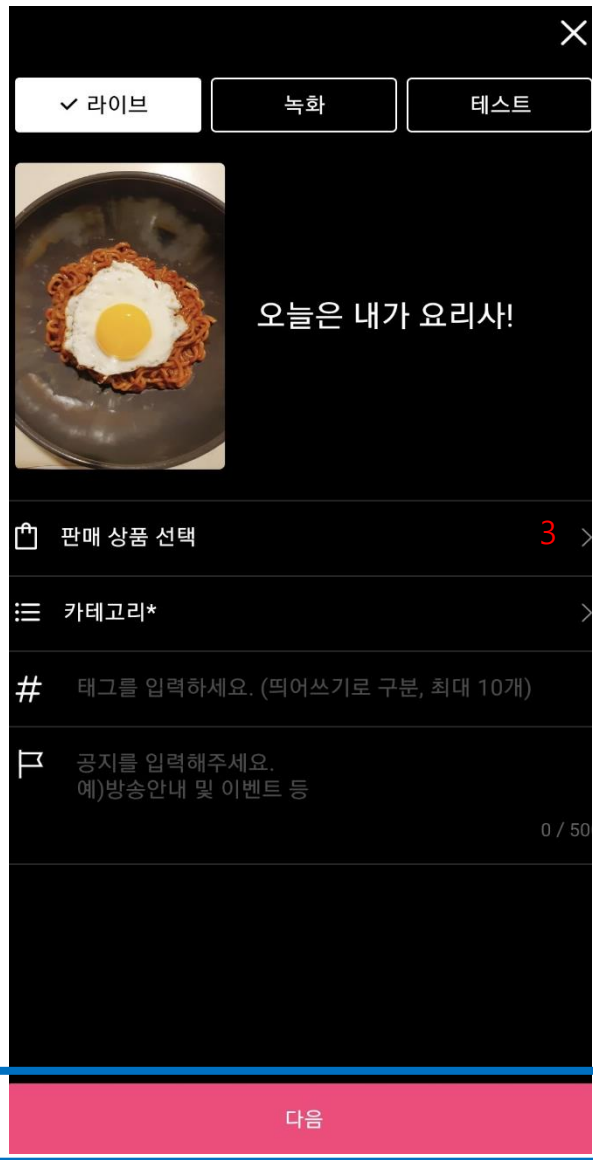 라이브
녹화
테스트
오늘은 내가 요리사!
판매 상품 선택
3
카테고리*
# 태그를 입력하세요. (띄어쓰기로 구분, 최대 10개)
공지를 입력해주세요.
예)방송안내 및 이벤트 등
0 / 50
다음